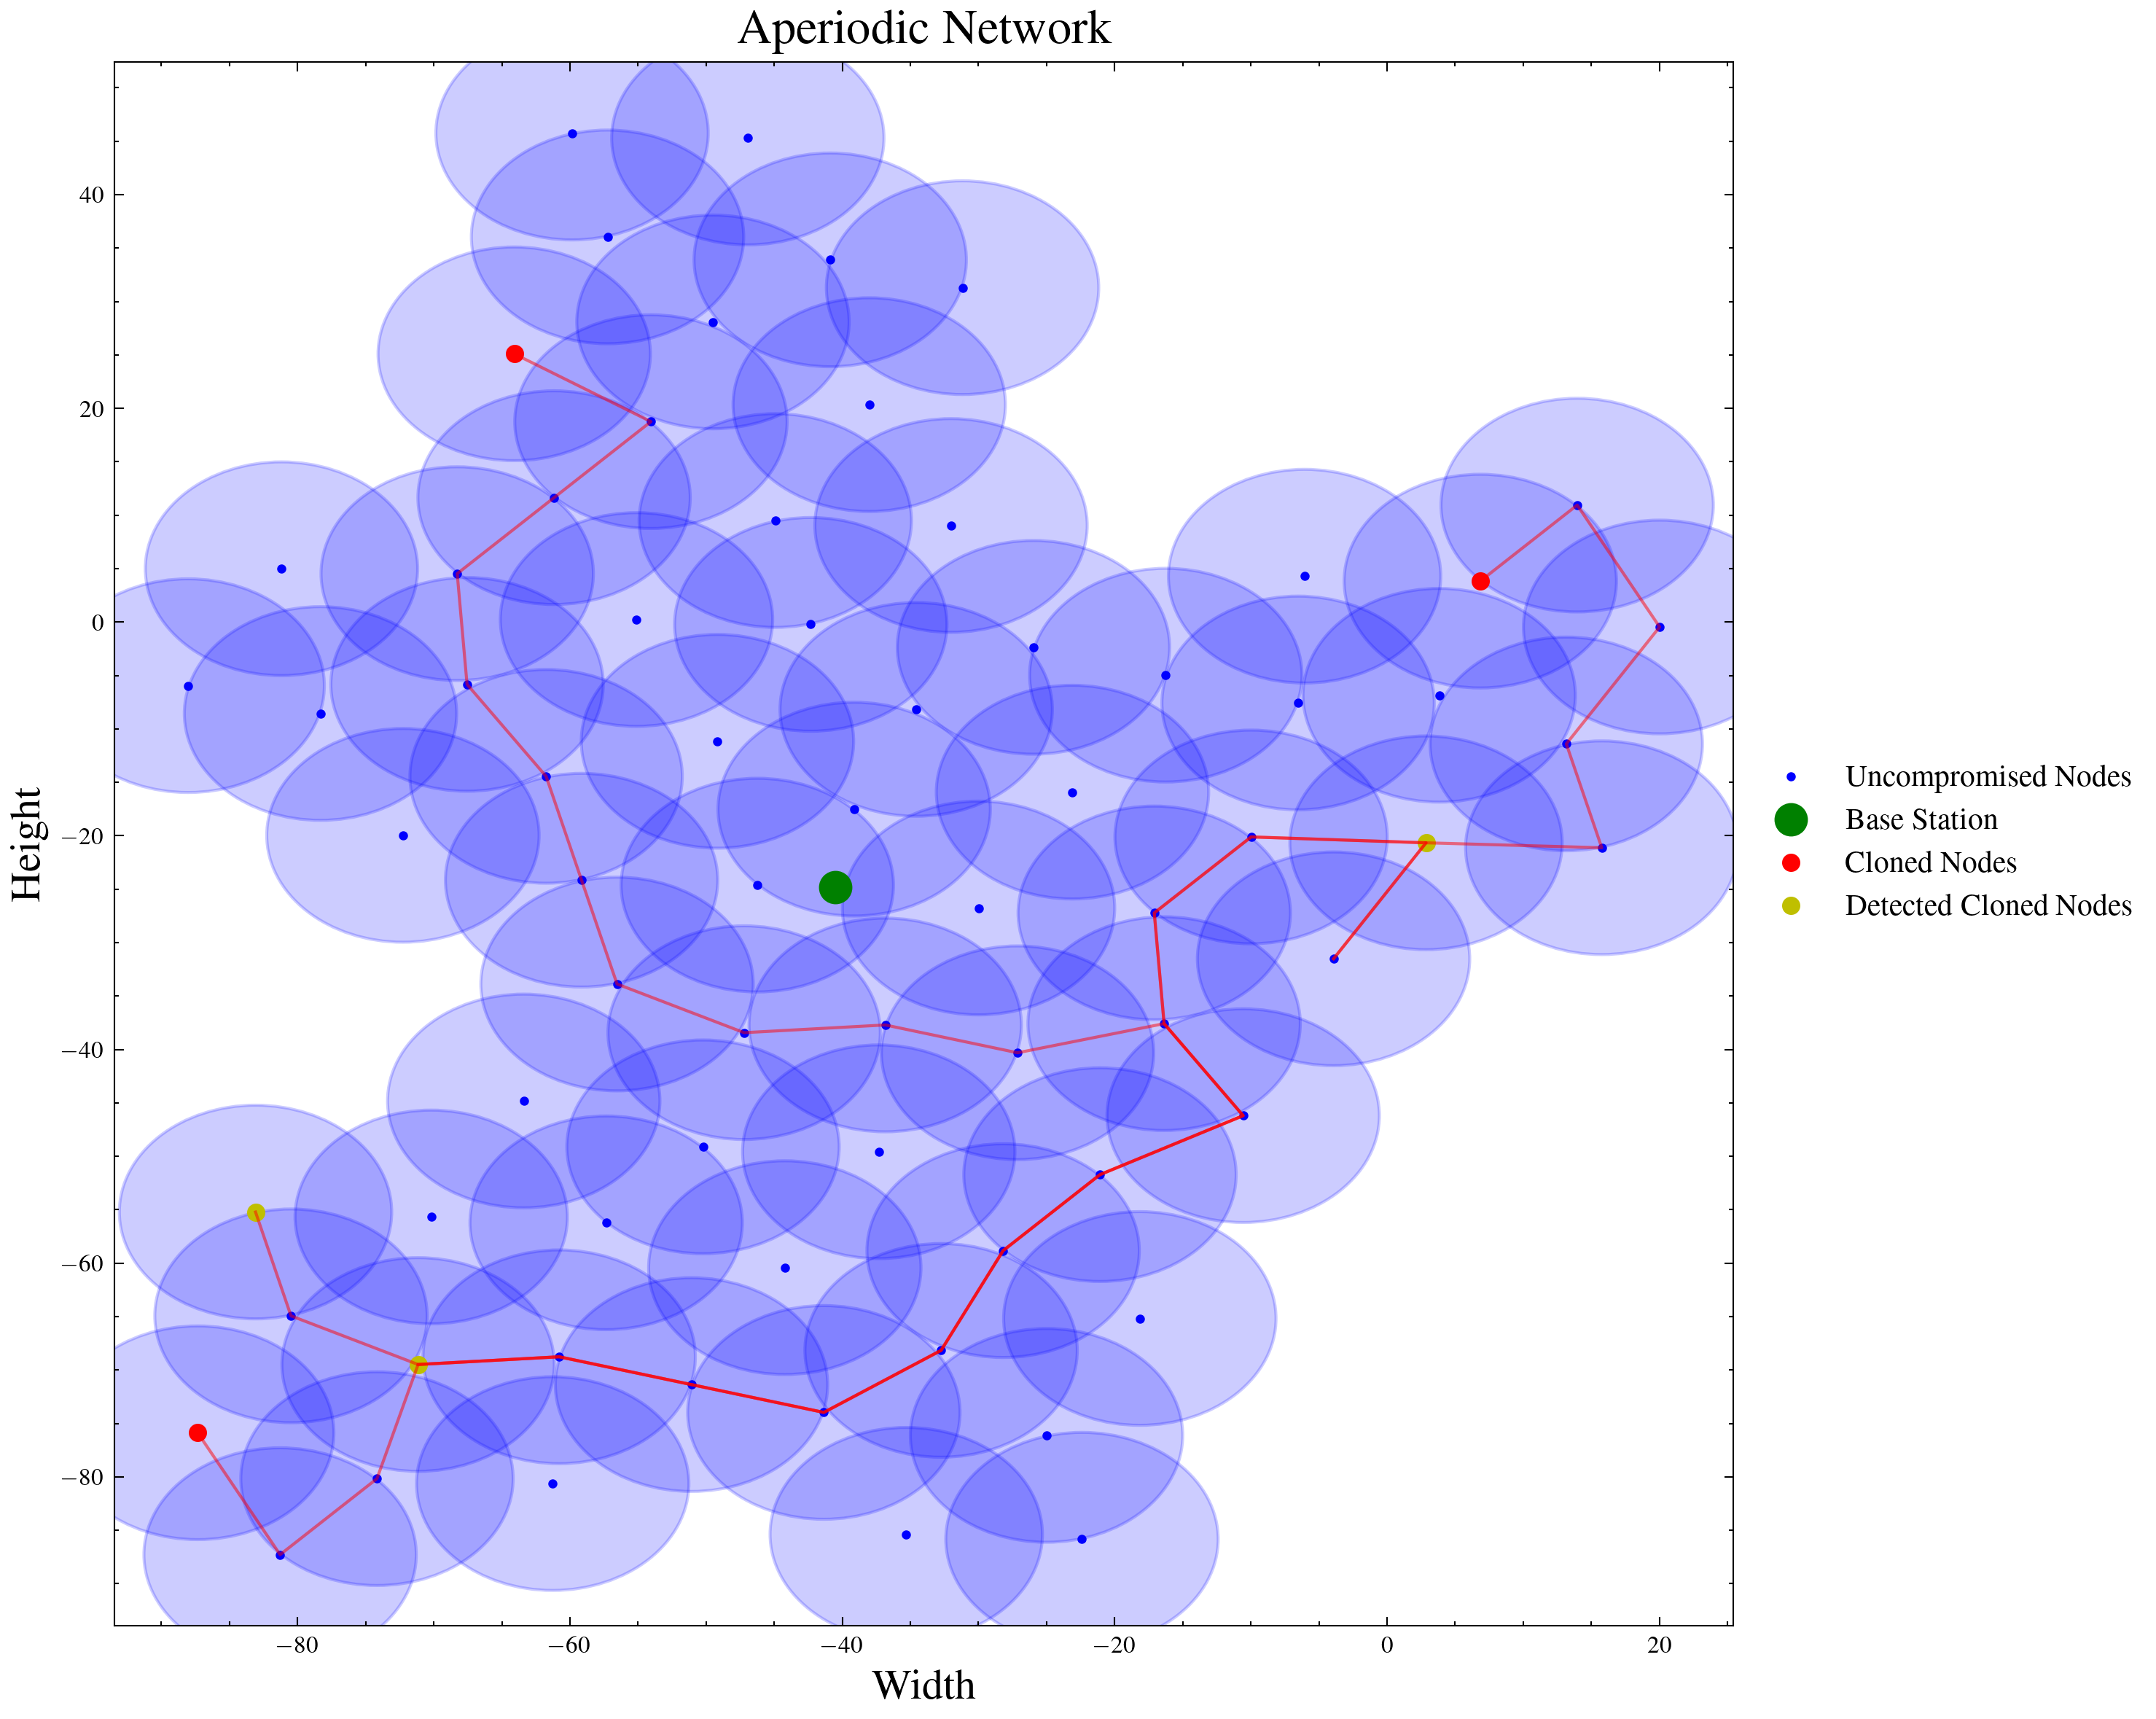 Aperiodic Network
Height
40
20
0
−20
−40
−60
−80
−80
−60
−40
−20
0
20
Width
Uncompromised Nodes
Base Station
Cloned Nodes
Detected Cloned Nodes